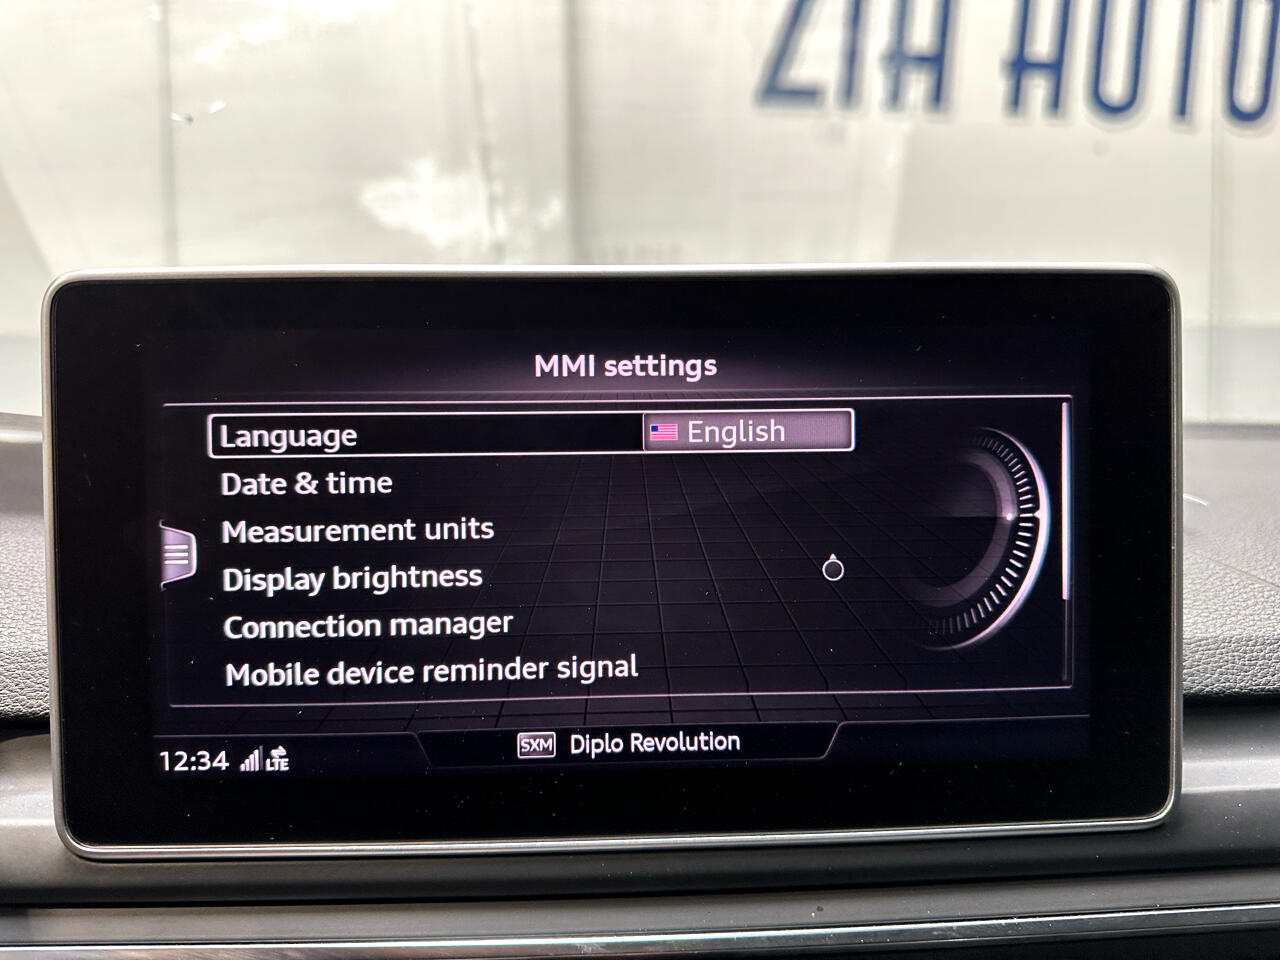 ZIA AUTO
MMI settings
Language English
Date & time
Measurement units
Display brightness
Connection manager
Mobile device reminder signal
12:34 LTE SXM Diplo Revolution